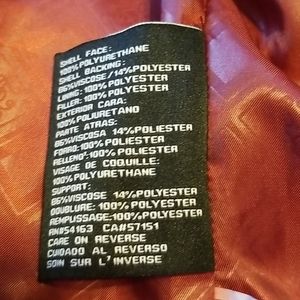 SHELL FACE:
100% POLYURETHANE
SHELL BACKING:
86%VISCOSE/14%POLYESTER
LINING: 100% POLYESTER
FILLER: 100% POLYESTER
EXTERIOR CARA:
100% POLIURETANO
PARTE ATRAS:
86%VISCOSA 14%POLIESTER
FORRO:100% POLIESTER
RELLENO:100% POLIESTER
VISAGE DE COQUILLE:
100% POLYURETHANE
SUPPORT:
86%VISCOSE 14%POLYESTER
DOUBLURE: 100% POLYESTER
REMPUSSAGE:100% POLYESTER
RN#54163 CA#57151
CARE ON REVERSE
CUIDADO AL REVERSO
SOIN SUR L'INVERSE